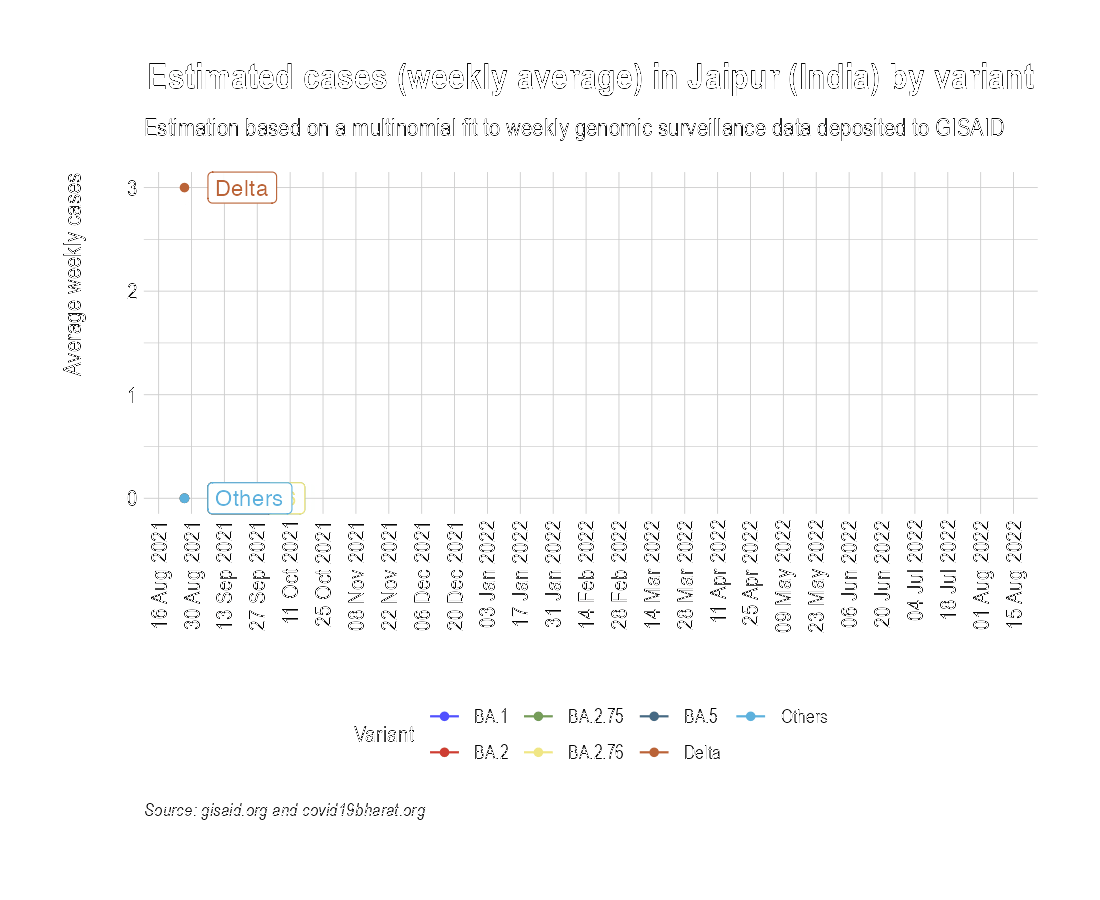 Estimated cases (weekly average) in Jaipur (India) by variant
Estimation based on a multinomial fit to weekly genomic surveillance data deposited to GISAID
Average weekly cases
3
2
1
0
Delta
Others
16 Aug 2021
30 Aug 2021
13 Sep 2021
27 Sep 2021
11 Oct 2021
25 Oct 2021
08 Nov 2021
22 Nov 2021
06 Dec 2021
20 Dec 2021
03 Jan 2022
17 Jan 2022
31 Jan 2022
14 Feb 2022
28 Feb 2022
14 Mar 2022
28 Mar 2022
11 Apr 2022
25 Apr 2022
09 May 2022
23 May 2022
06 Jun 2022
20 Jun 2022
04 Jul 2022
18 Jul 2022
01 Aug 2022
15 Aug 2022
Variant
BA.1
BA.2.75
BA.5
Others
BA.2
BA.2.76
Delta
Source: gisaid.org and covid19bharat.org